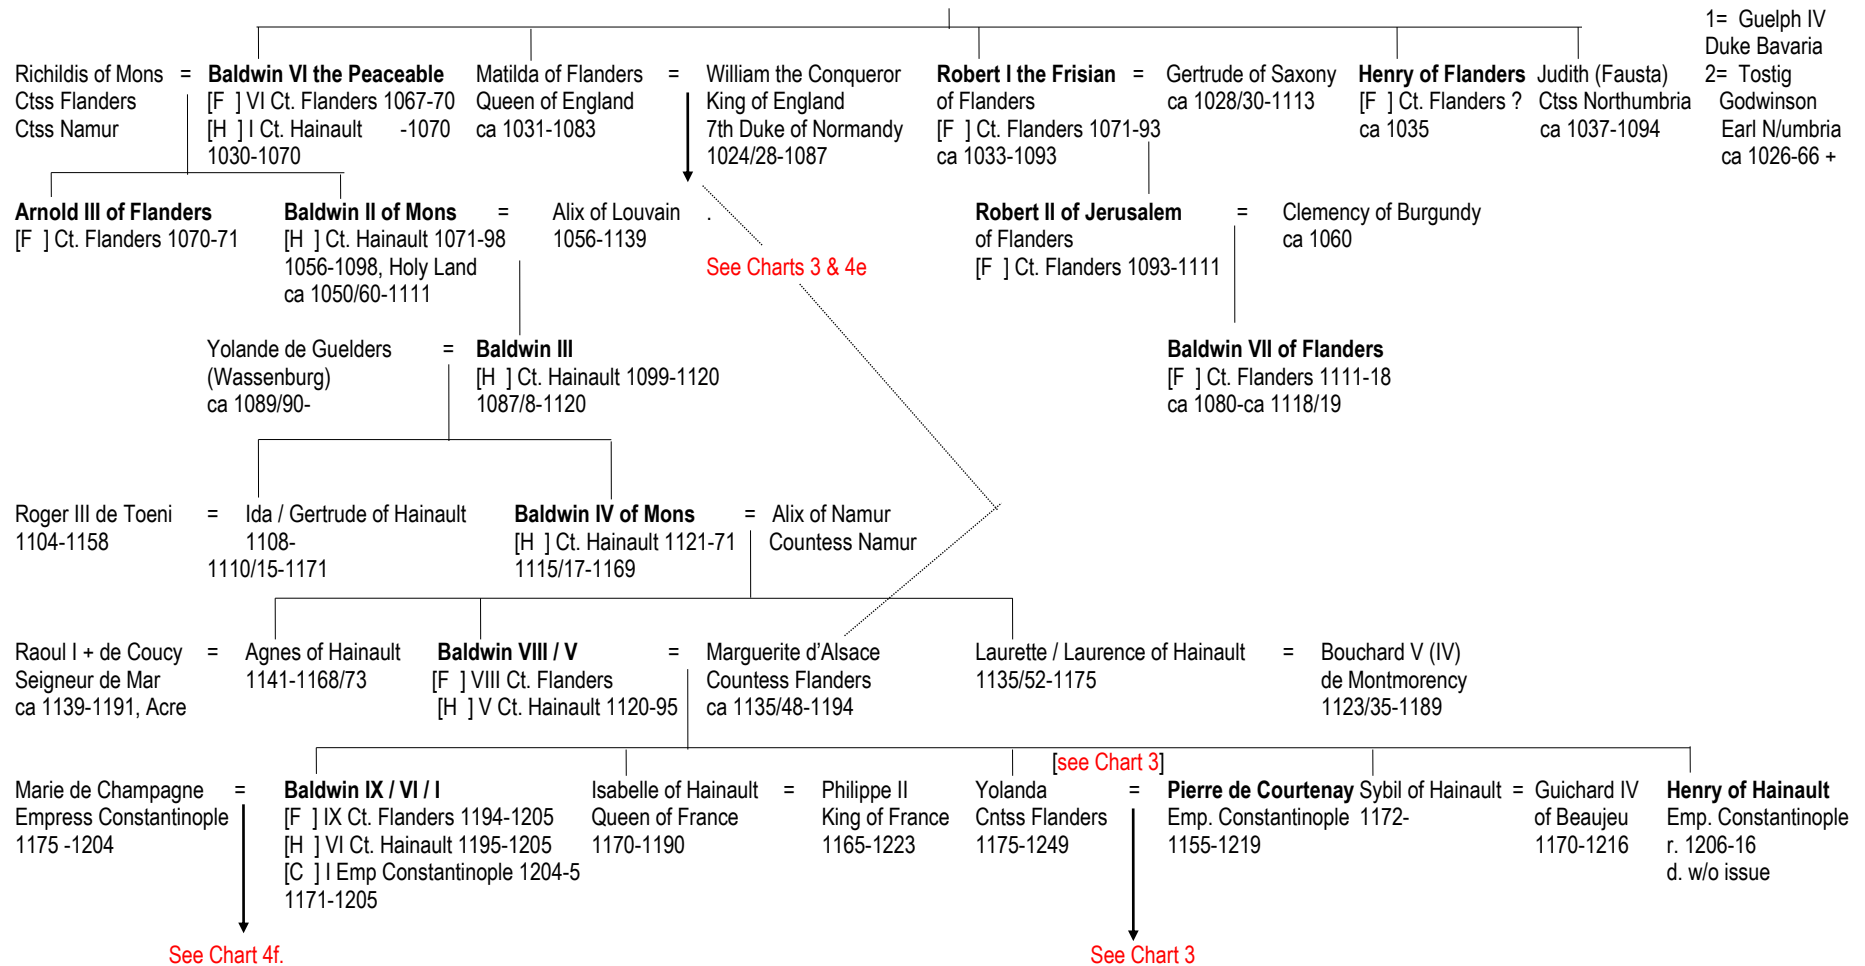 1= Guelph IV
Duke Bavaria
2= Tostig
Godwinson
Earl N/umbria
ca 1026-66 +
Richildis of Mons =
Ctss Flanders
Ctss Namur
Baldwin VI the Peaceable
[F ] VI Ct. Flanders 1067-70
[H ] I Ct. Hainault -1070
1030-1070
Matilda of Flanders =
Queen of England
ca 1031-1083
William the Conqueror
King of England
7th Duke of Normandy
1024/28-1087
Robert I the Frisian =
of Flanders
[F ] Ct. Flanders 1071-93
ca 1033-1093
Gertrude of Saxony
ca 1028/30-1113
Henry of Flanders
[F ] Ct. Flanders ?
ca 1035
Judith (Fausta)
Ctss Northumbria
ca 1037-1094
Arnold III of Flanders
[F ] Ct. Flanders 1070-71
Baldwin II of Mons =
[H ] Ct. Hainault 1071-98
1056-1098, Holy Land
ca 1050/60-1111
Alix of Louvain .
1056-1139
See Charts 3 & 4e
Robert II of Jerusalem =
of Flanders
[F ] Ct. Flanders 1093-1111
Clemency of Burgundy
ca 1060
Yolande de Guelders =
(Wassenburg)
ca 1089/90-
Baldwin III
[H ] Ct. Hainault 1099-1120
1087/8-1120
Baldwin VII of Flanders
[F ] Ct. Flanders 1111-18
ca 1080-ca 1118/19
Roger III de Toeni =
1104-1158
Ida / Gertrude of Hainault
1108-
1110/15-1171
Baldwin IV of Mons =
[H ] Ct. Hainault 1121-71
1115/17-1169
Alix of Namur
Countess Namur
Raoul I + de Coucy =
Seigneur de Mar
ca 1139-1191, Acre
Agnes of Hainault
1141-1168/73
Baldwin VIII / V =
[F ] VIII Ct. Flanders
[H ] V Ct. Hainault 1120-95
Marguerite d'Alsace
Countess Flanders
ca 1135/48-1194
Laurette / Laurence of Hainault =
1135/52-1175
Bouchard V (IV)
de Montmorency
1123/35-1189
[see Chart 3]
Marie de Champagne =
Empress Constantinople
1175 -1204
Baldwin IX / VI / I
[F ] IX Ct. Flanders 1194-1205
[H ] VI Ct. Hainault 1195-1205
[C ] I Emp Constantinople 1204-5
1171-1205
Isabelle of Hainault =
Queen of France
1170-1190
Philippe II
King of France
1165-1223
Yolanda =
Cntss Flanders
1175-1249
Pierre de Courtenay
Emp. Constantinople
1155-1219
Sybil of Hainault =
1172-
Guichard IV
of Beaujeu
1170-1216
Henry of Hainault
Emp. Constantinople
r. 1206-16
d. w/o issue
See Chart 4f.
See Chart 3